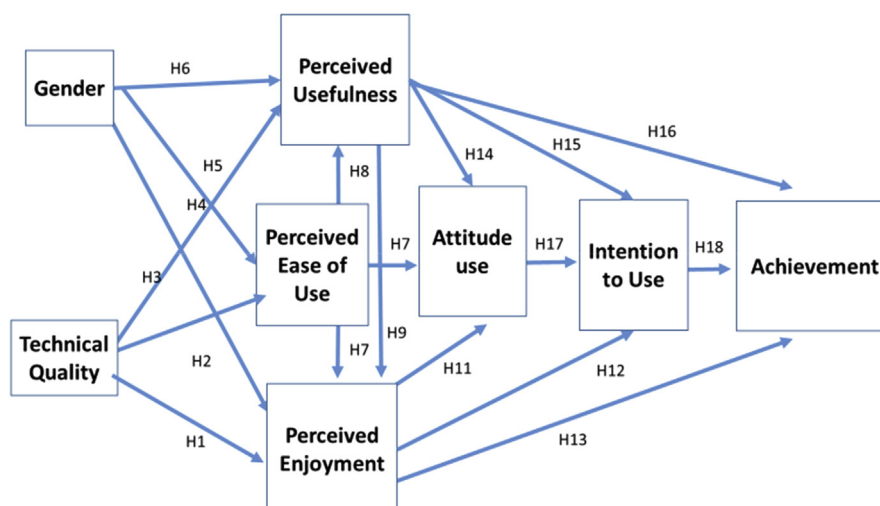 Perceived
Usefulness
Gender
H6
H16
H15
H14
H5
H8
H4
Perceived
Ease of
Use
H7
Attitude
use
H17
Intention
to Use
H18
Achievement
H3
Technical
Quality
H2
H7
H9
H11
H12
H1
Perceived
Enjoyment
H13